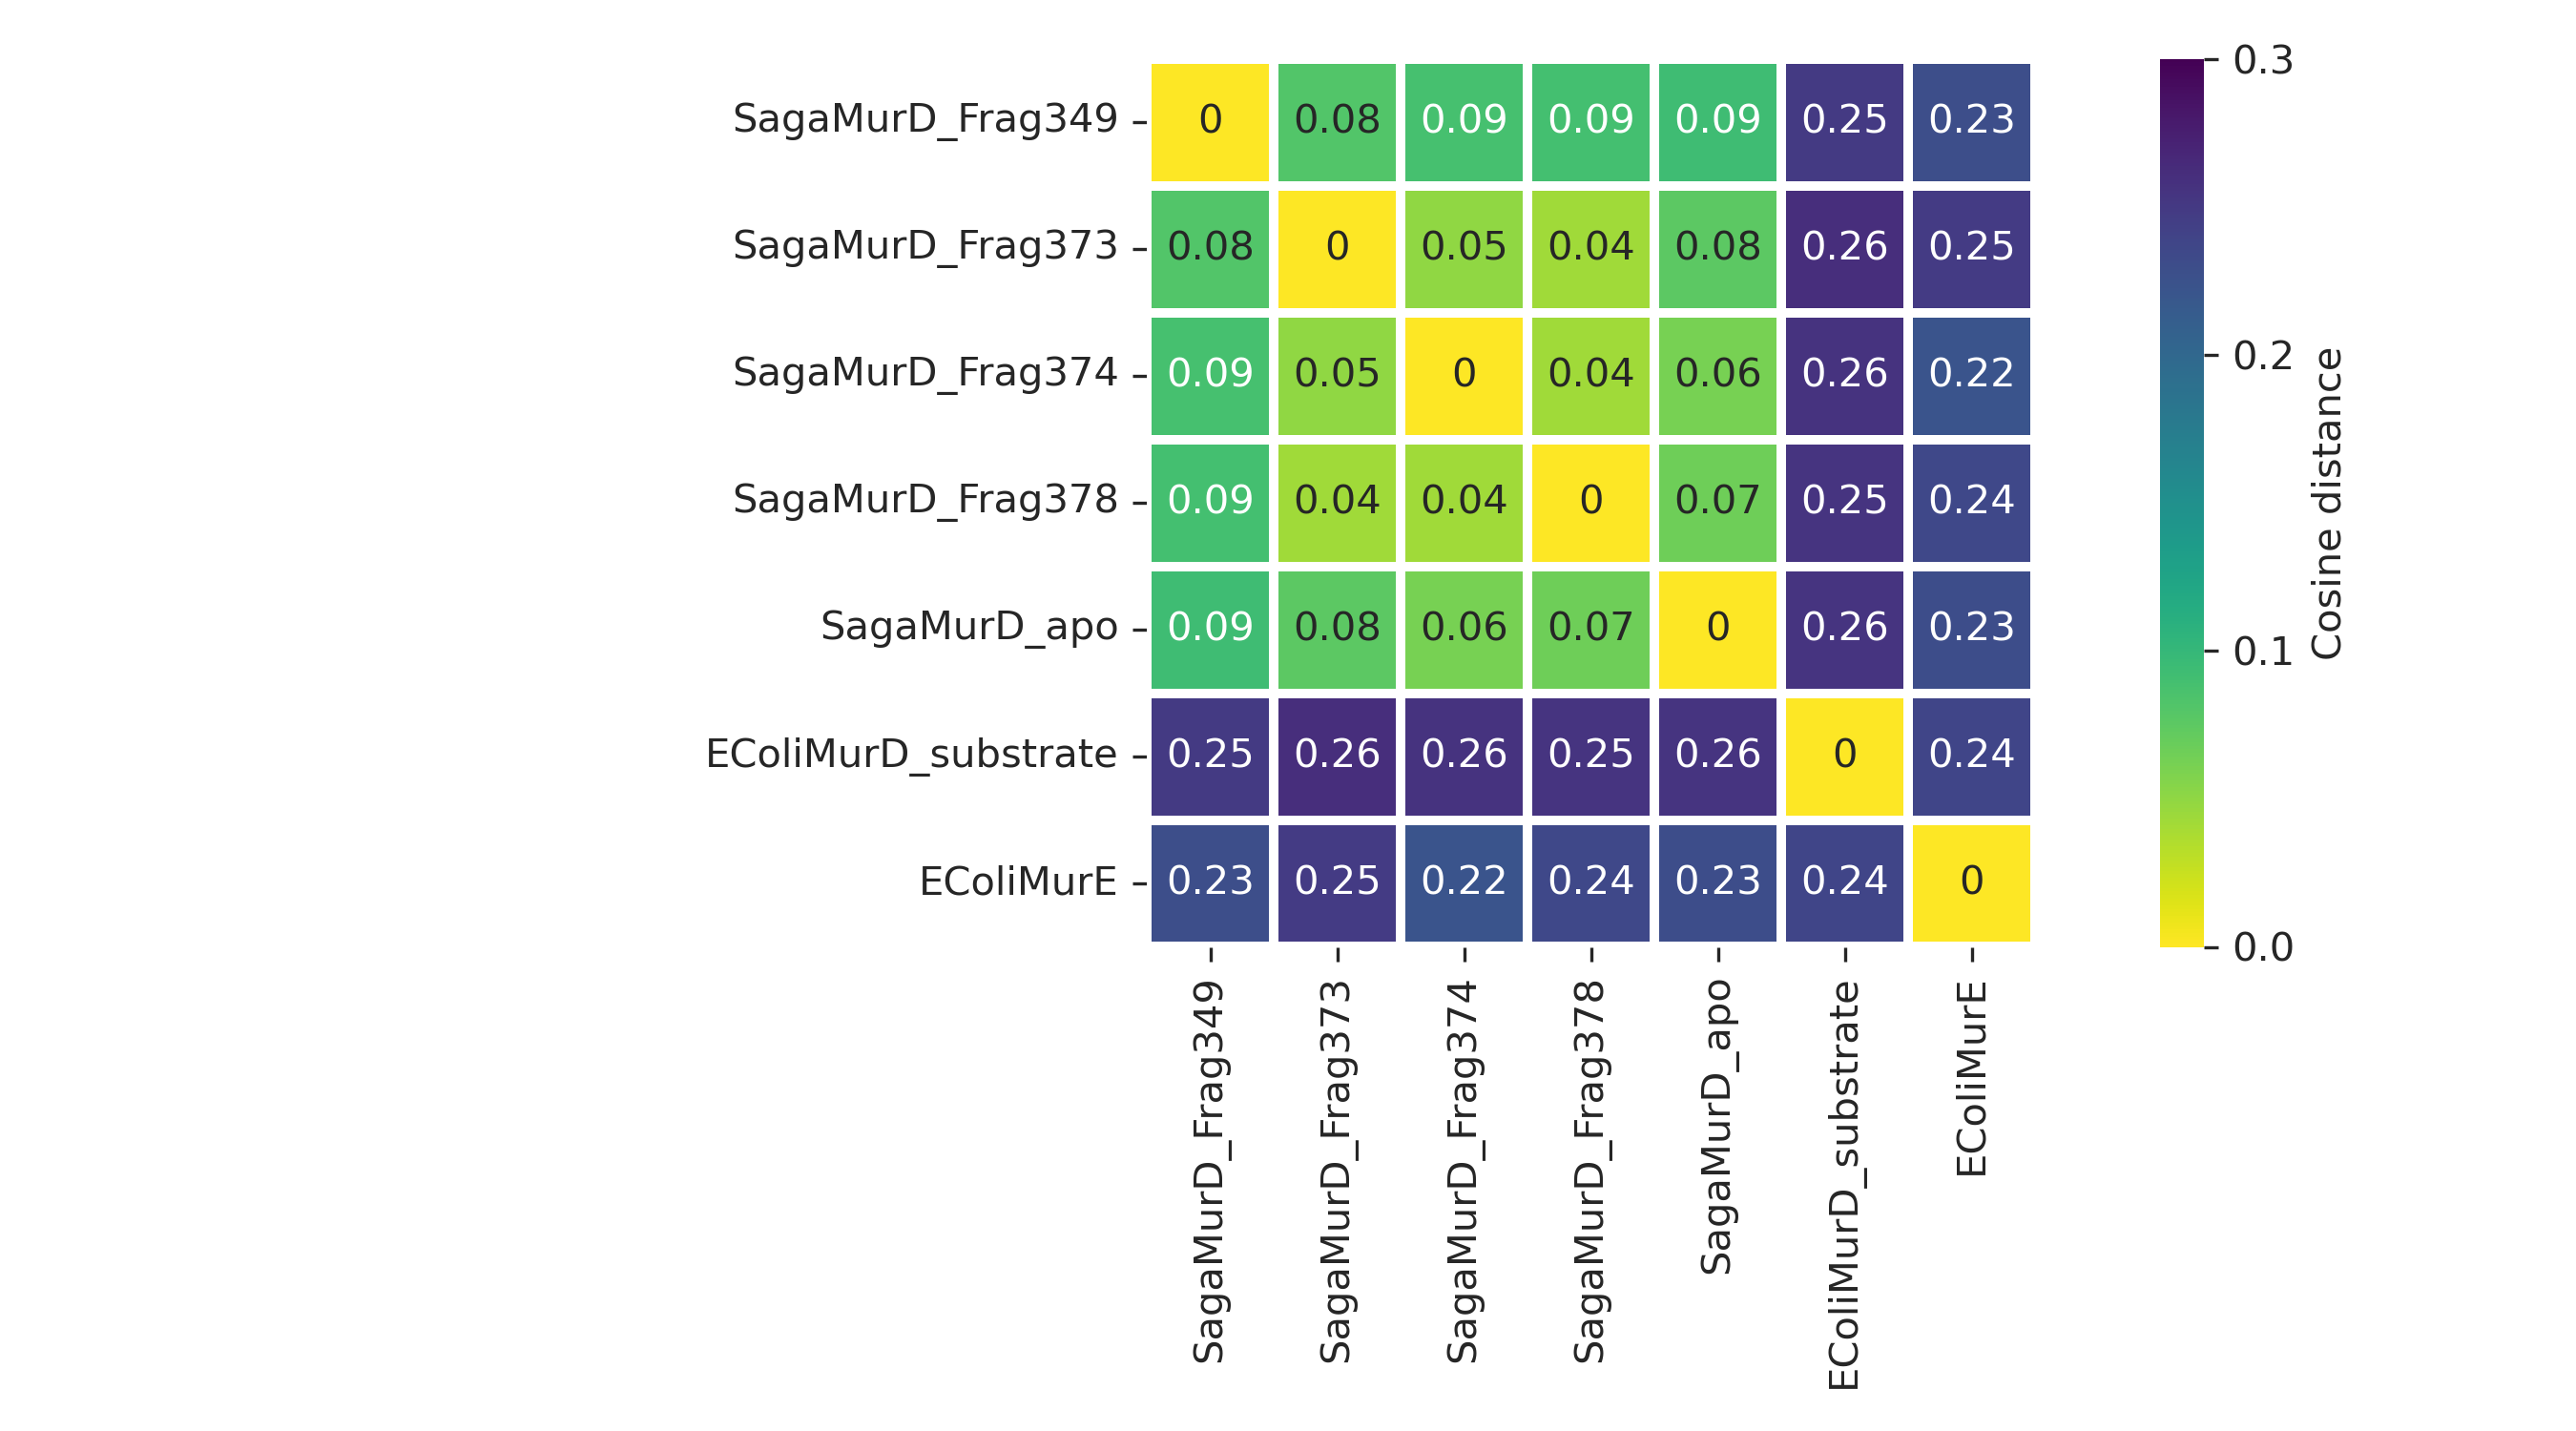 SagaMurD_Frag349 0 0.08 0.09 0.09 0.09 0.25 0.23
SagaMurD_Frag373 0.08 0 0.05 0.04 0.08 0.26 0.25
SagaMurD_Frag374 0.09 0.05 0 0.04 0.06 0.26 0.22
SagaMurD_Frag378 0.09 0.04 0.04 0 0.07 0.25 0.24
SagaMurD_apo 0.09 0.08 0.06 0.07 0 0.26 0.23
EColiMurD_substrate 0.25 0.26 0.26 0.25 0.26 0 0.24
EColiMurE 0.23 0.25 0.22 0.24 0.23 0.24 0
SagaMurD_Frag349
SagaMurD_Frag373
SagaMurD_Frag374
SagaMurD_Frag378
SagaMurD_apo
EColiMurD_substrate
EColiMurE
0.3
0.2
0.1
0.0
Cosine distance